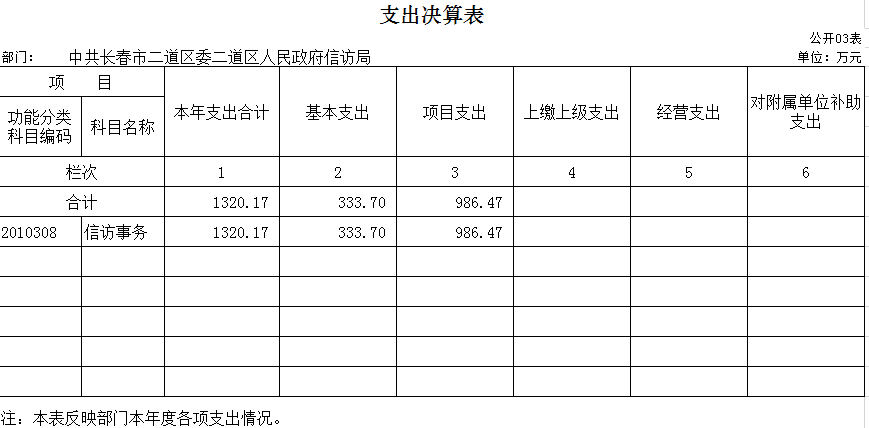 支出决算表
公开03表
部门： 中共长春市二道区委二道区人民政府信访局 单位：万元
项 目 本年支出合计 基本支出 项目支出 上缴上级支出 经营支出 对附属单位补助支出
功能分类科目编码 科目名称
栏次 1 2 3 4 5 6
合计 1320.17 333.70 986.47
2010308 信访事务 1320.17 333.70 986.47
注：本表反映部门本年度各项支出情况。